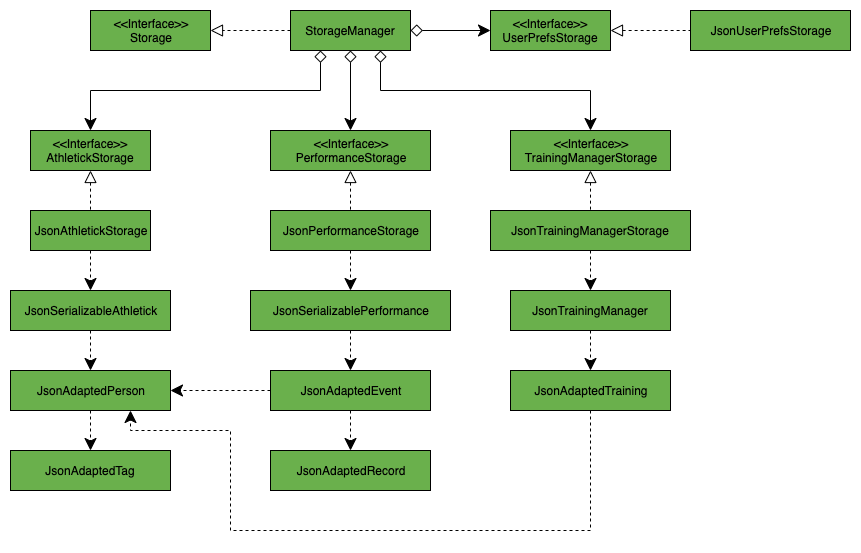 <<Interface>>
Storage
StorageManager
<<Interface>>
UserPrefsStorage
JsonUserPrefsStorage
<<Interface>>
AthletickStorage
<<Interface>>
PerformanceStorage
<<Interface>>
TrainingManagerStorage
JsonAthletickStorage
JsonPerformanceStorage
JsonTrainingManagerStorage
JsonSerializableAthletick
JsonSerializablePerformance
JsonTrainingManager
JsonAdaptedPerson
JsonAdaptedEvent
JsonAdaptedTraining
JsonAdaptedTag
JsonAdaptedRecord